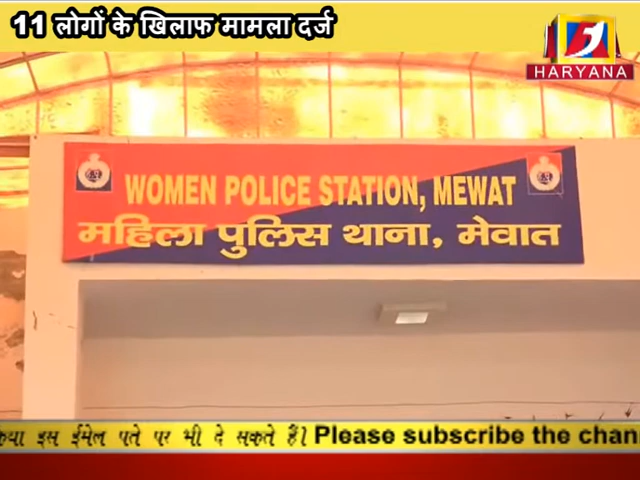 11 लोगों के खिलाफ मामला दर्ज
HARYANA
WOMEN POLICE STATION, MEWAT
महिला पुलिस थाना, मेवात
इस ईमेल पते पर भी दे सकते हैं। Please subscribe the chan